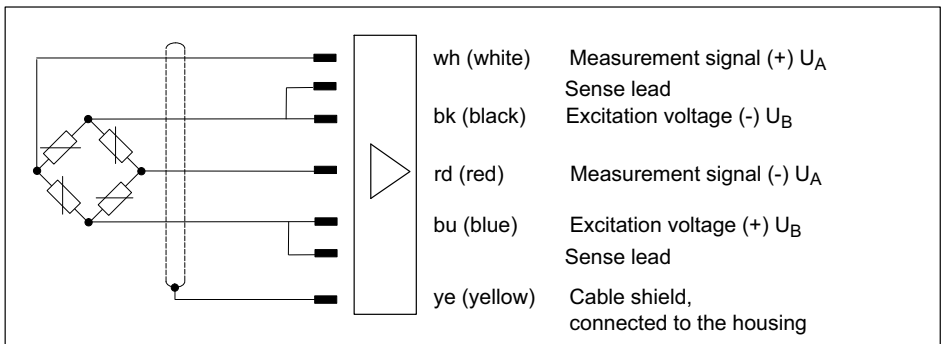 wh (white) Measurement signal (+) UA
Sense lead
bk (black) Excitation voltage (-) UB
rd (red) Measurement signal (-) UA
bu (blue) Excitation voltage (+) UB
Sense lead
ye (yellow) Cable shield,
connected to the housing